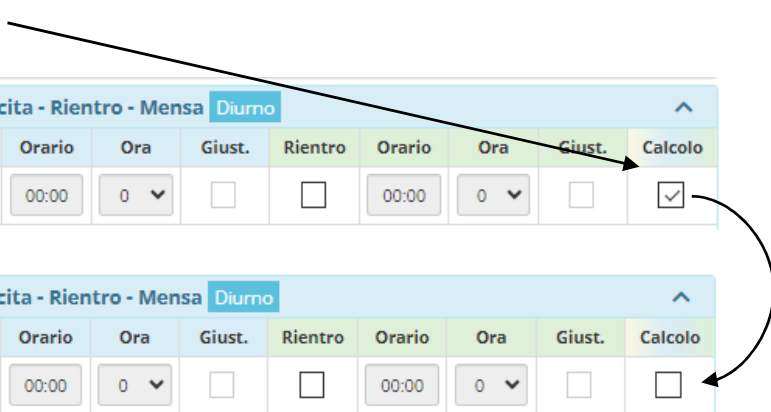 cita - Rientro - Mensa Diurno
Orario Ora Giust. Rientro Orario Ora Giust. Calcolo
00:00 0 00:00 0
cita - Rientro - Mensa Diurno
Orario Ora Giust. Rientro Orario Ora Giust. Calcolo
00:00 0 00:00 0